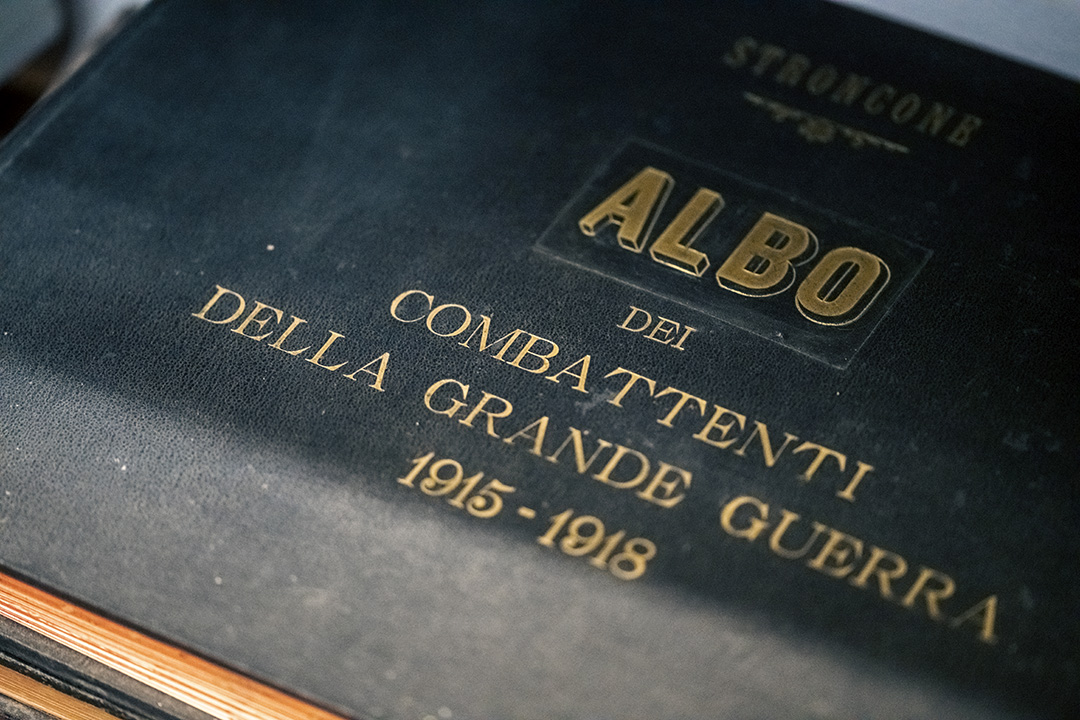 STRONCONE
ALBO
DEI
COMBATTENTI
DELLA GRANDE GUERRA
1915-1918